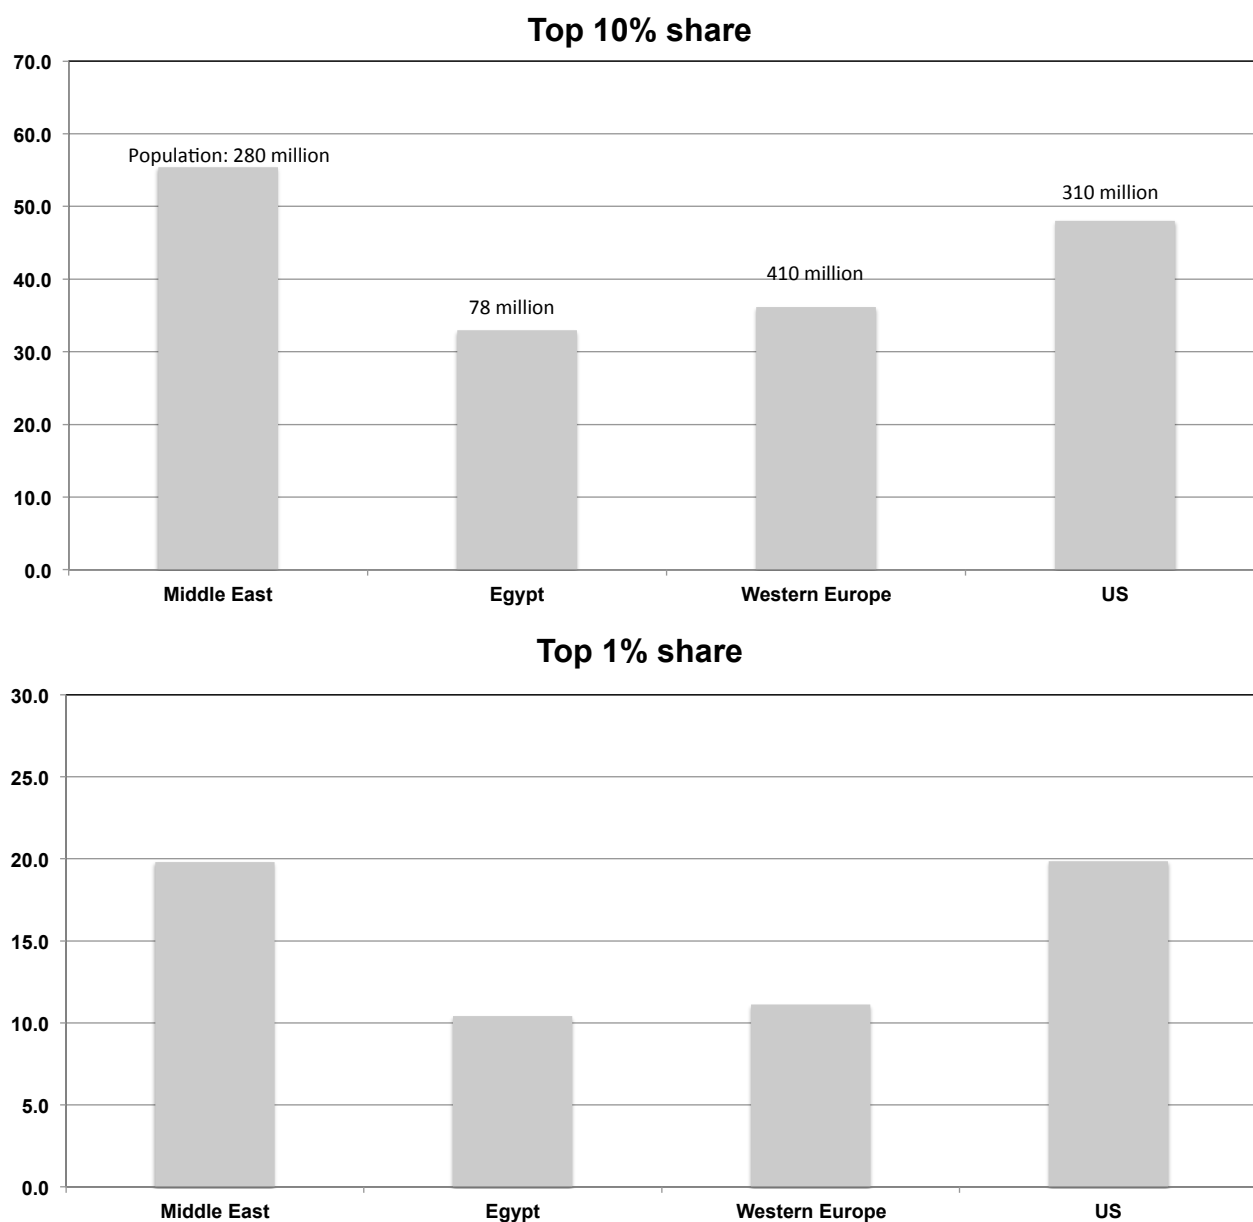 Top 10% share
70.0
60.0
Population: 280 million
310 million
50.0
410 million
40.0
78 million
30.0
20.0
10.0
0.0
Middle East Egypt Western Europe US
Top 1% share
30.0
25.0
20.0
15.0
10.0
5.0
0.0
Middle East Egypt Western Europe US